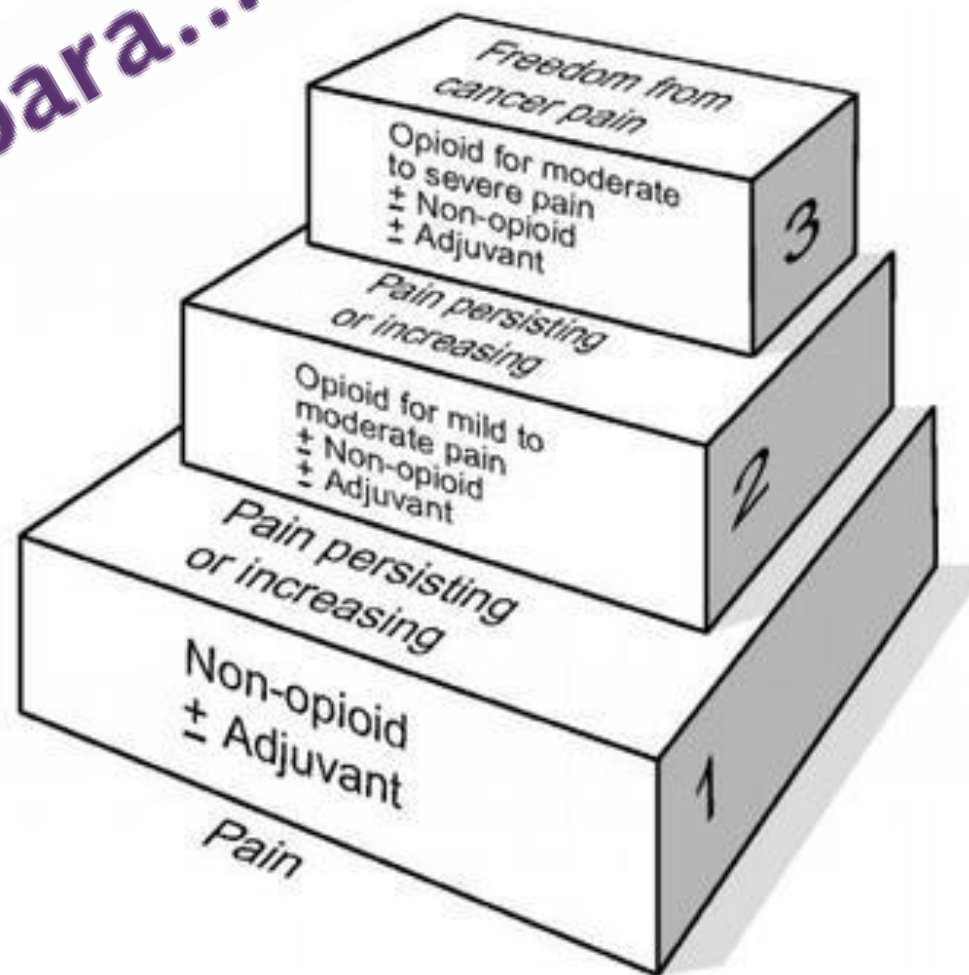 para...
Freedom from
cancer pain
Opioid for moderate
to severe pain
± Non-opioid
± Adjuvant
3
Pain persisting
or increasing
Opioid for mild to
moderate pain
± Non-opioid
± Adjuvant
2
Pain persisting
or increasing
Non-opioid
± Adjuvant
1
Pain